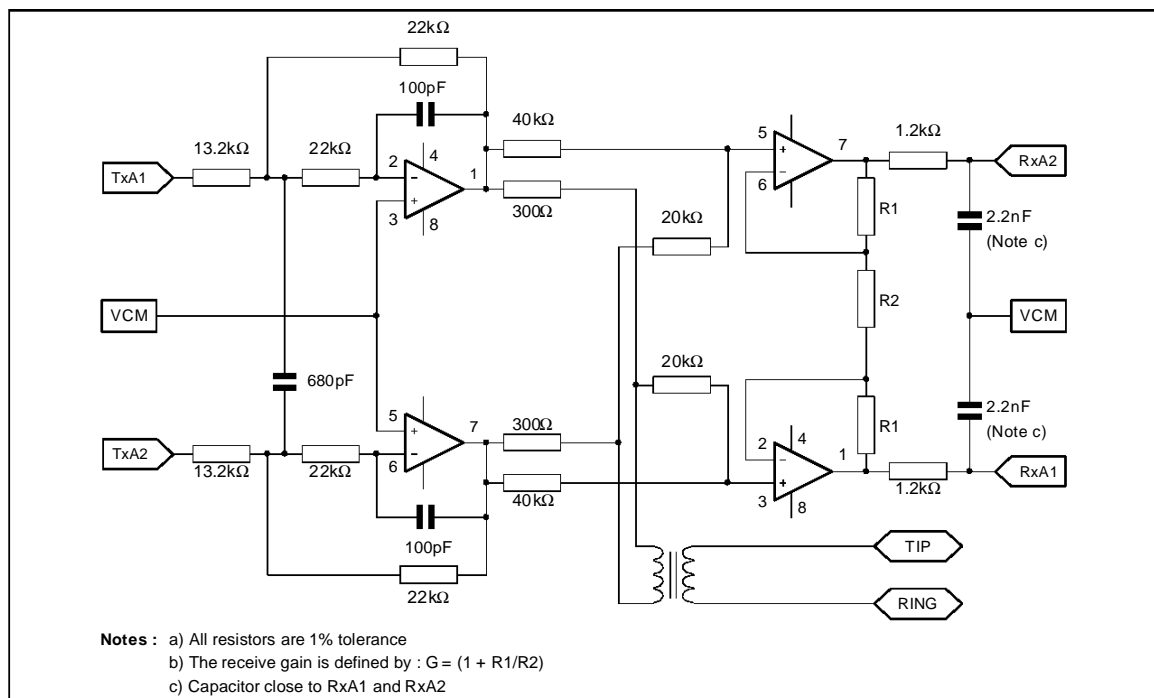 22kΩ
100pF
40kΩ
5
7
1.2kΩ
13.2kΩ
22kΩ
4
2
TxA1
−
+
1
+
−
RxA2
3
8
300Ω
6
R1
20kΩ
2.2nF
(Note c)
VCM
R2
VCM
20kΩ
680pF
5
7
300Ω
2.2nF
(Note c)
+
−
R1
TxA2
2
4
−
+
1
RxA1
13.2kΩ
22kΩ
6
40kΩ
3
8
1.2kΩ
100pF
TIP
22kΩ
RING
Notes : a) All resistors are 1% tolerance
b) The receive gain is defined by : G = (1 + R1/R2)
c) Capacitor close to RxA1 and RxA2